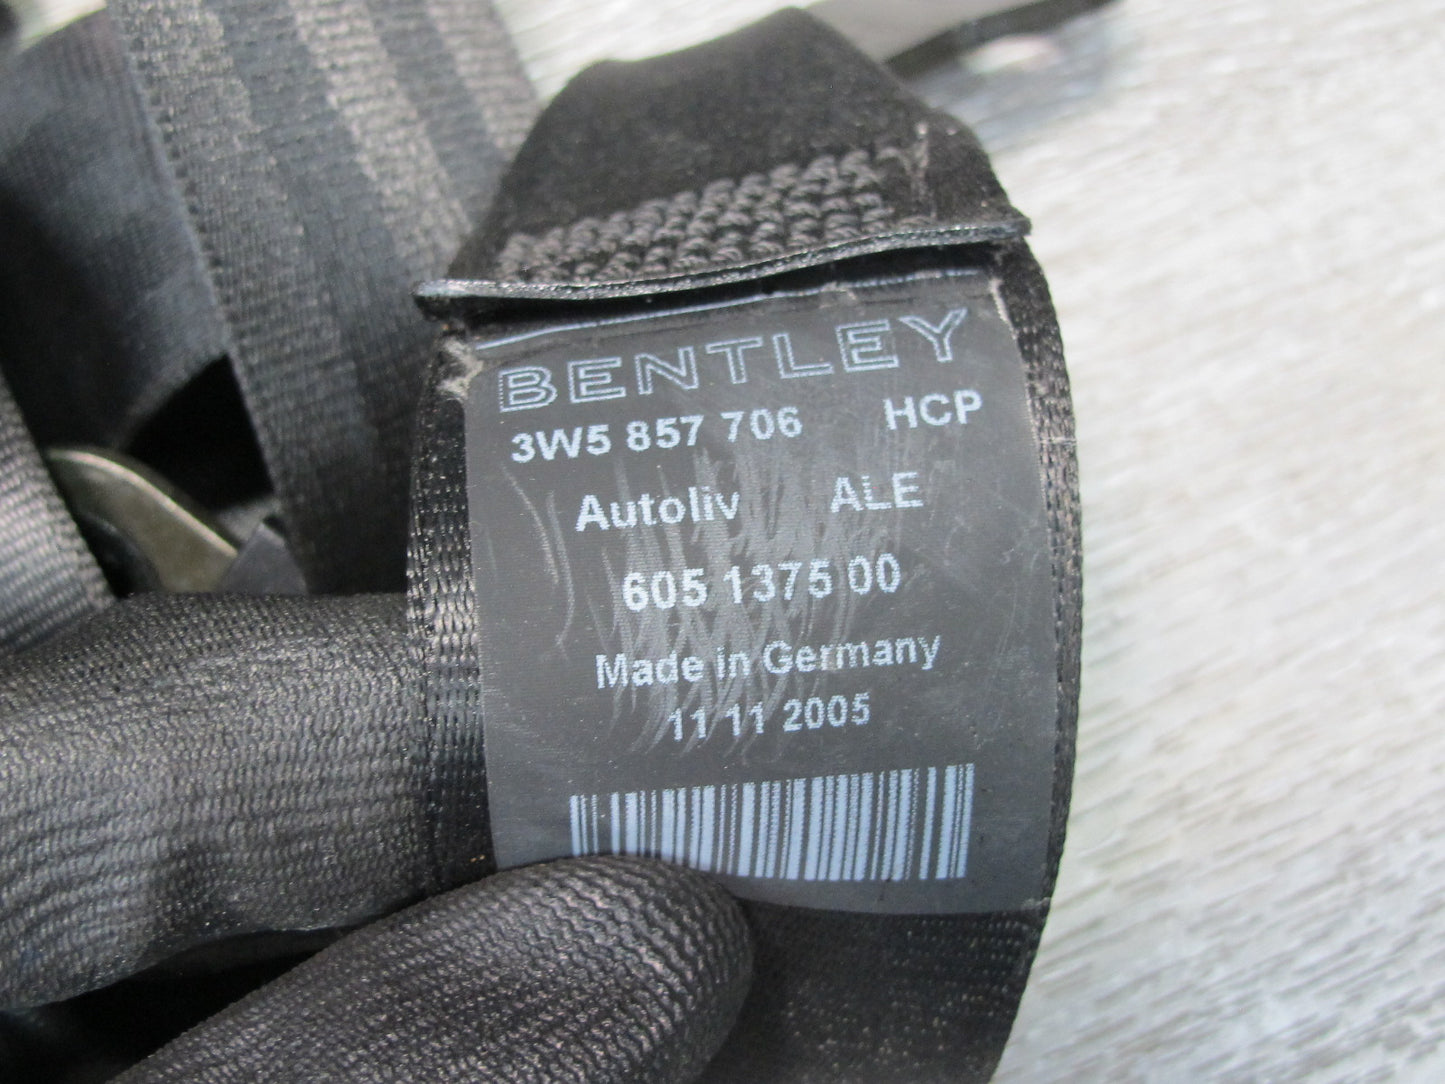 BENTLEY
3W5 857 706 HCP
Autoliv ALE
605 1375 00
Made in Germany
11 11 2005